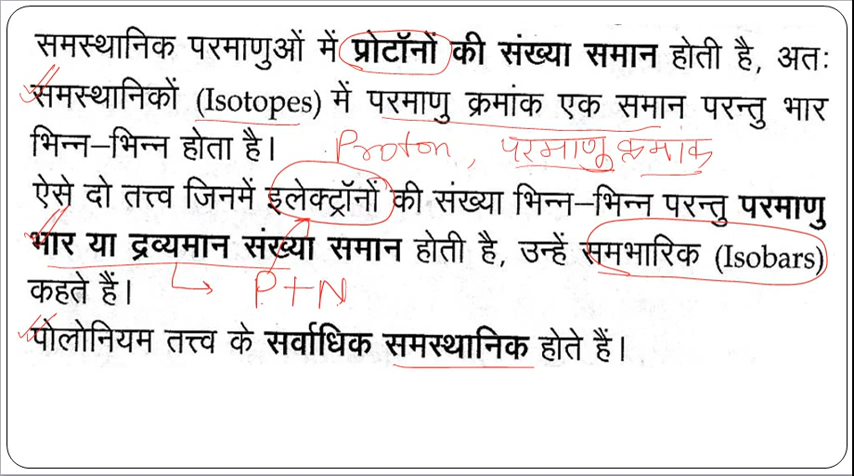 समस्थानिक परमाणुओं में प्रोटॉनों की संख्या समान होती है, अतः
समस्थानिकों (Isotopes) में परमाणु क्रमांक एक समान परन्तु भार
भिन्न-भिन्न होता है। Proton, परमाणु क्रमाक
ऐसे दो तत्त्व जिनमें इलेक्ट्रॉनों की संख्या भिन्न-भिन्न परन्तु परमाणु
भार या द्रव्यमान संख्या समान होती है, उन्हें समभारिक (Isobars)
कहते हैं। P+N
पोलोनियम तत्त्व के सर्वाधिक समस्थानिक होते हैं।